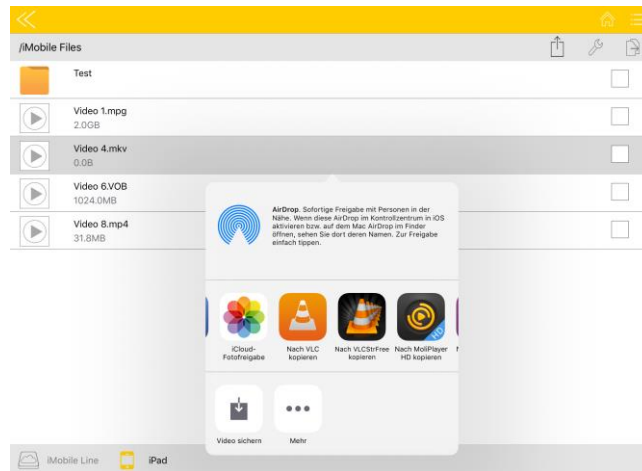 /iMobile Files
Test
Video 1.mpg
2.0GB
Video 4.mkv
0.0B
Video 6.VOB
1024.0MB
Video 8.mp4
31.8MB
AirDrop. Sofortige Freigabe mit Personen in der
Nähe. Wenn diese AirDrop im Kontrollzentrum in iOS
aktivieren bzw. auf dem Mac AirDrop im Finder
öffnen, sehen Sie dort deren Namen. Zur Freigabe
einfach tippen.
iCloud-
Fotofreigabe
Nach VLC
kopieren
Nach VLCStrFree
kopieren
HD
Nach MoliPlayer
HD kopieren
Video sichern
Mehr
iMobile Line
iPad